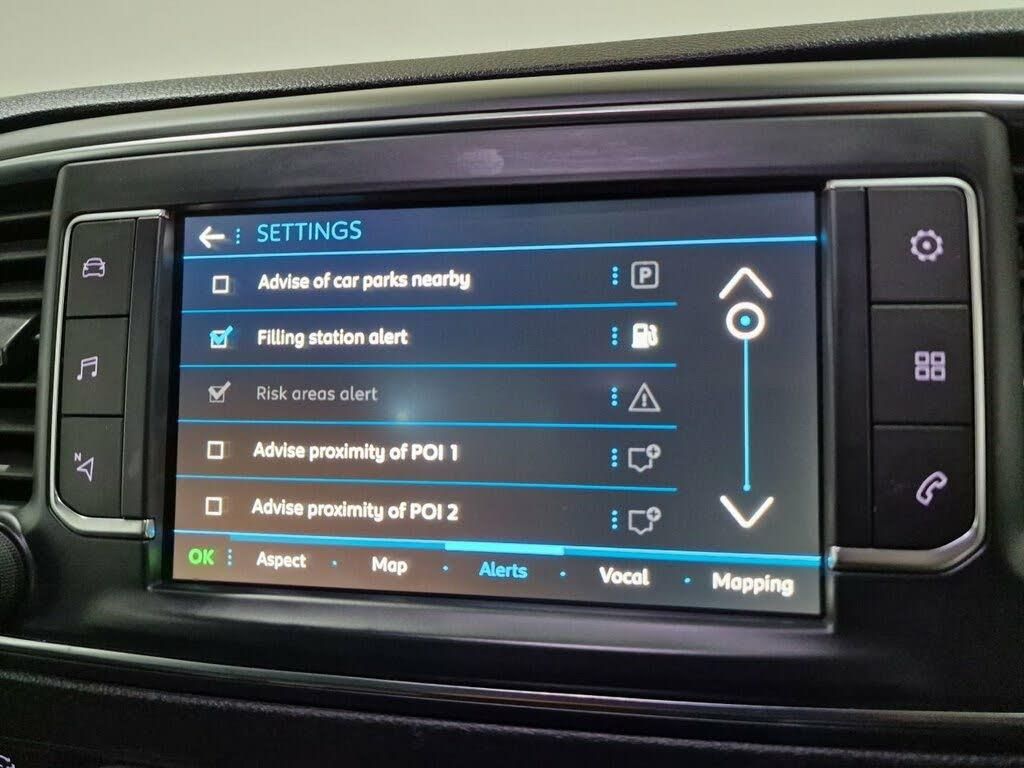 SETTINGS
Advise of car parks nearby
P
Filling station alert
Risk areas alert
Advise proximity of POI 1
Advise proximity of POI 2
OK Aspect Map Alerts Vocal Mapping
N